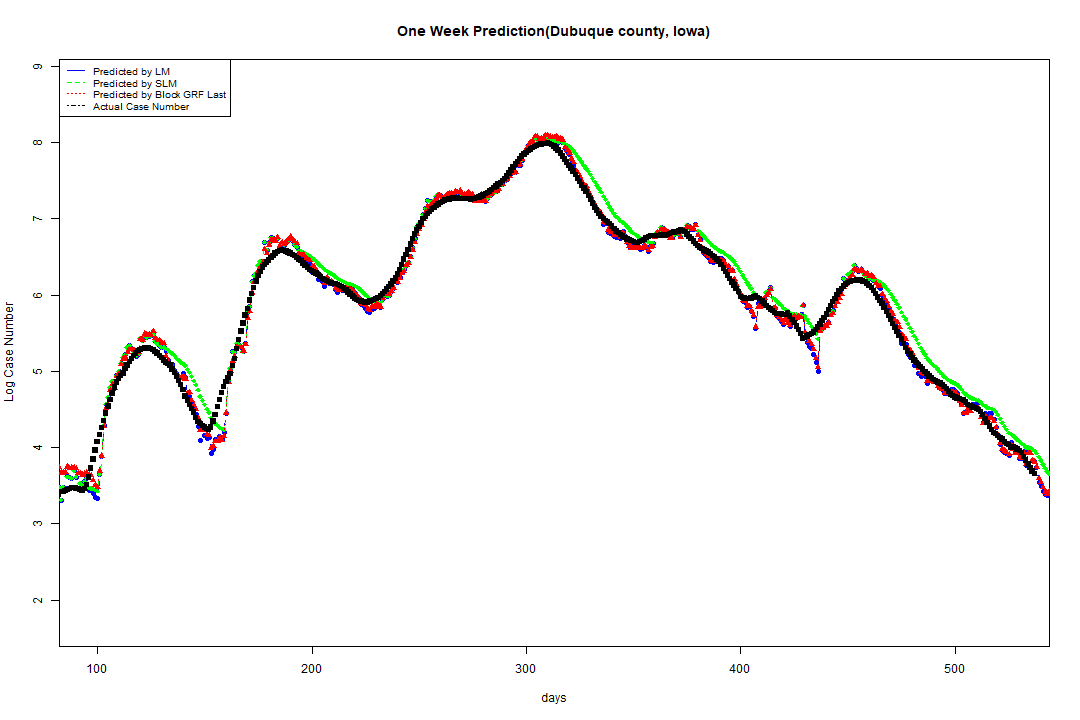 One Week Prediction(Dubuque county, Iowa)
Predicted by LM
Predicted by SLM
Predicted by Block GRF Last
Actual Case Number
Log Case Number
9
8
7
6
5
4
3
2
100 200 300 400 500
days